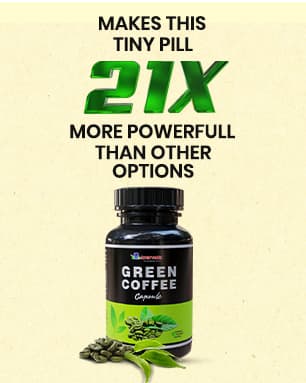 MAKES THIS
TINY PILL
21X
MORE POWERFULL
THAN OTHER
OPTIONS
GREEN
COFFEE
Capsule